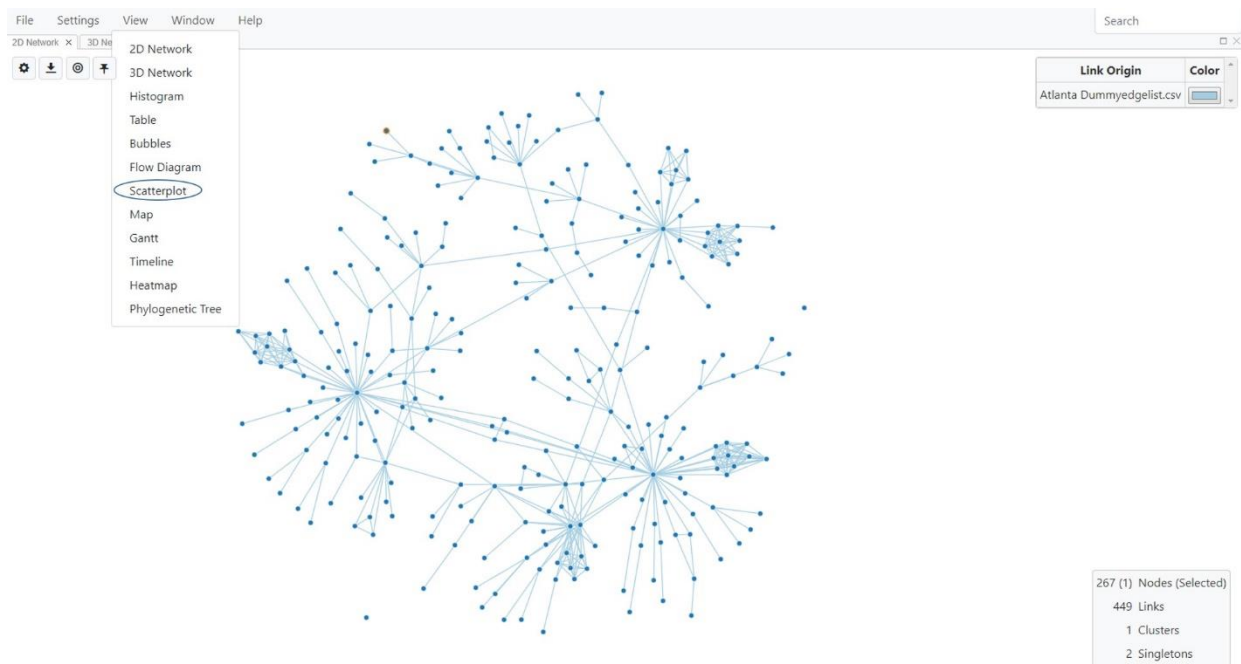 File Settings View Window Help Search
2D Network × 3D Ne
2D Network
3D Network
Histogram
Table
Bubbles
Flow Diagram
Scatterplot
Map
Gantt
Timeline
Heatmap
Phylogenetic Tree
Link Origin Color
Atlanta Dummyedgelist.csv
267 (1) Nodes (Selected)
449 Links
1 Clusters
2 Singletons